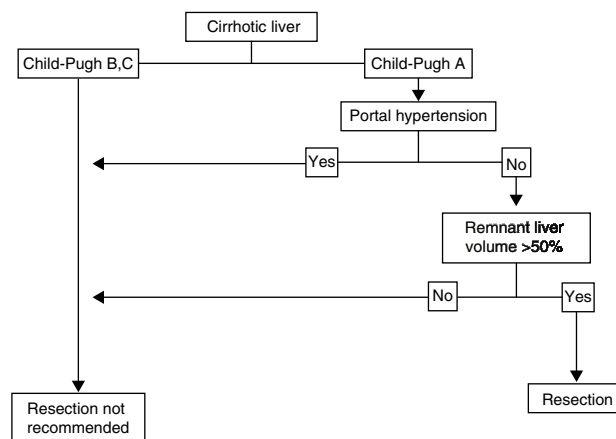 Cirrhotic liver
Child-Pugh B,C
Child-Pugh A
Portal hypertension
Yes
No
Remnant liver
volume >50%
No
Yes
Resection not
recommended
Resection